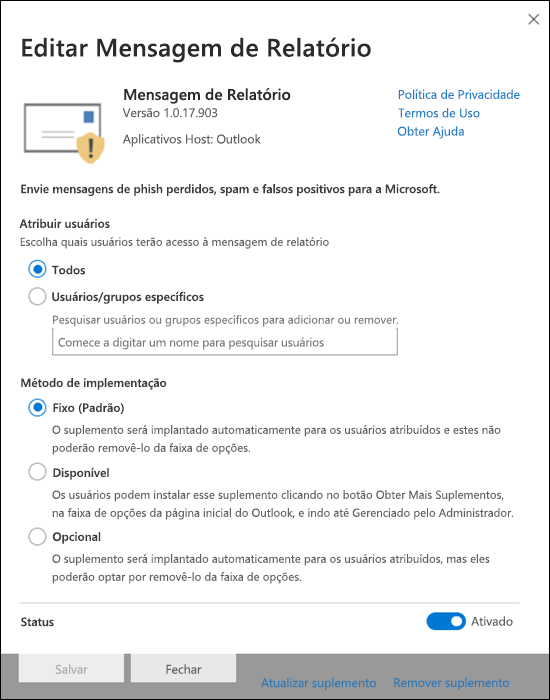 Editar Mensagem de Relatório
Mensagem de Relatório
Versão 1.0.17.903
Aplicativos Host: Outlook
Política de Privacidade
Termos de Uso
Obter Ajuda
Envie mensagens de phish perdidos, spam e falsos positivos para a Microsoft.
Atribuir usuários
Escolha quais usuários terão acesso à mensagem de relatório
Todos
Usuários/grupos específicos
Pesquisar usuários ou grupos específicos para adicionar ou remover.
Comece a digitar um nome para pesquisar usuários
Método de implementação
Fixo (Padrão)
O suplemento será implantado automaticamente para os usuários atribuídos e estes não
poderão removê-lo da faixa de opções.
Disponível
Os usuários podem instalar esse suplemento clicando no botão Obter Mais Suplementos,
na faixa de opções da página inicial do Outlook, e indo até Gerenciado pelo Administrador.
Opcional
O suplemento será implantado automaticamente para os usuários atribuídos, mas eles
poderão optar por removê-lo da faixa de opções.
Status
Ativado
Salvar
Fechar
Atualizar suplemento
Remover suplemento